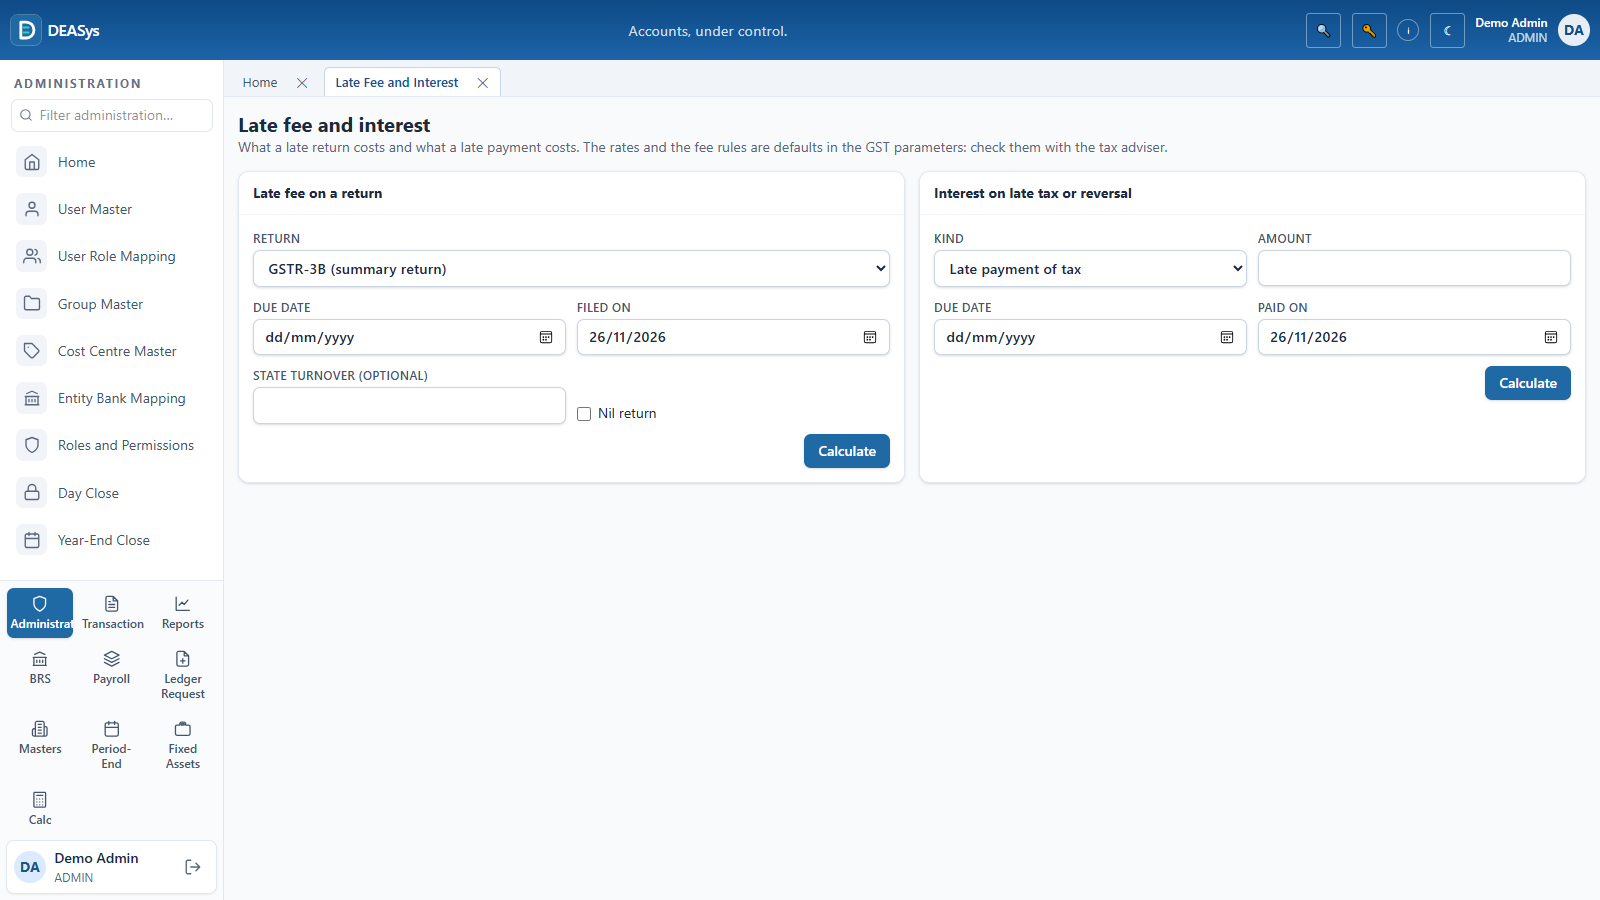 DEASys
Accounts, under control.
Demo Admin
ADMIN
DA
ADMINISTRATION
Filter administration...
Home
User Master
User Role Mapping
Group Master
Cost Centre Master
Entity Bank Mapping
Roles and Permissions
Day Close
Year-End Close
Administrat
Transaction
Reports
BRS
Payroll
Ledger
Request
Masters
Period-
End
Fixed
Assets
Calc
DA
Demo Admin
ADMIN
Home
Late Fee and Interest
Late fee and interest
What a late return costs and what a late payment costs. The rates and the fee rules are defaults in the GST parameters: check them with the tax adviser.
Late fee on a return
RETURN
GSTR-3B (summary return)
DUE DATE
FILED ON
dd/mm/yyyy
26/11/2026
STATE TURNOVER (OPTIONAL)
Nil return
Calculate
Interest on late tax or reversal
KIND
AMOUNT
Late payment of tax
DUE DATE
PAID ON
dd/mm/yyyy
26/11/2026
Calculate